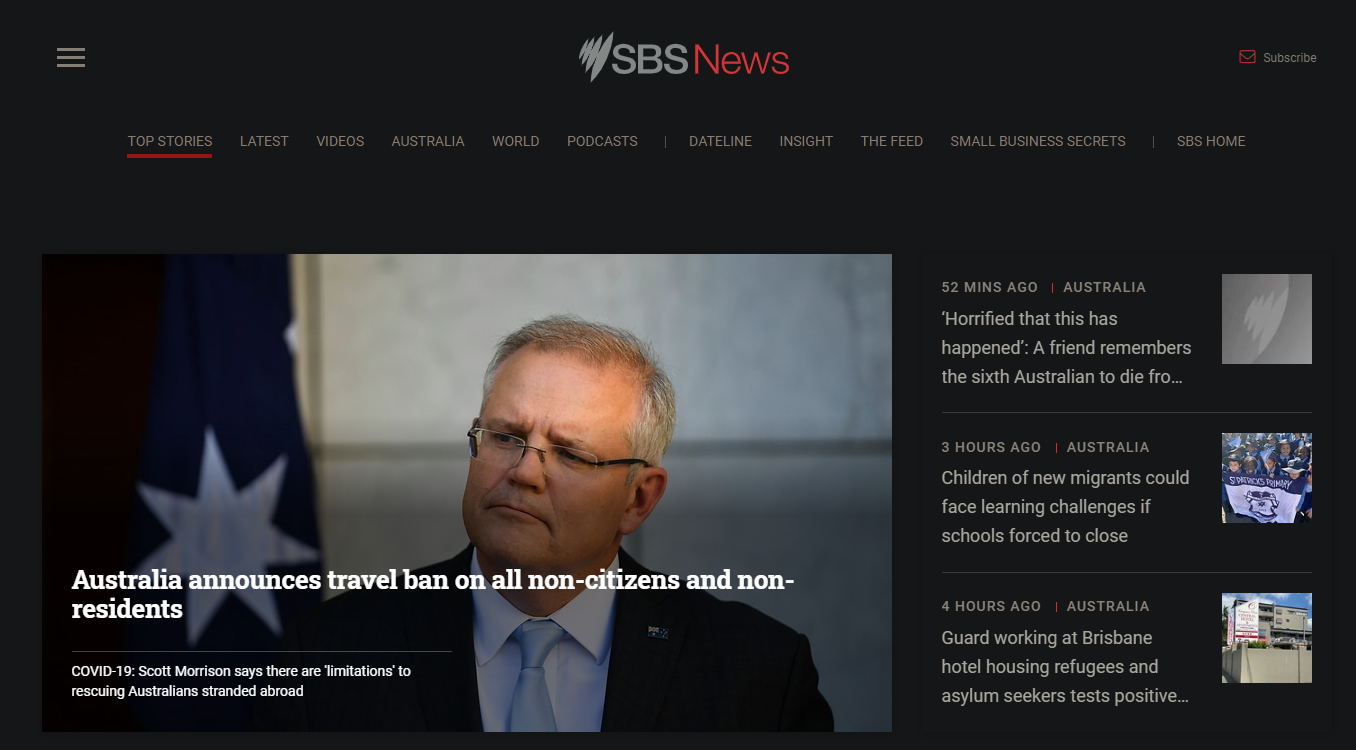 SBS News
Subscribe
TOP STORIES LATEST VIDEOS AUSTRALIA WORLD PODCASTS | DATELINE INSIGHT THE FEED SMALL BUSINESS SECRETS | SBS HOME
Australia announces travel ban on all non-citizens and non-
residents
COVID-19: Scott Morrison says there are 'limitations' to
rescuing Australians stranded abroad
52 MINS AGO | AUSTRALIA
‘Horrified that this has
happened’: A friend remembers
the sixth Australian to die fro...
3 HOURS AGO | AUSTRALIA
Children of new migrants could
face learning challenges if
schools forced to close
ST PATRICKS PRIMARY
4 HOURS AGO | AUSTRALIA
Guard working at Brisbane
hotel housing refugees and
asylum seekers tests positive...